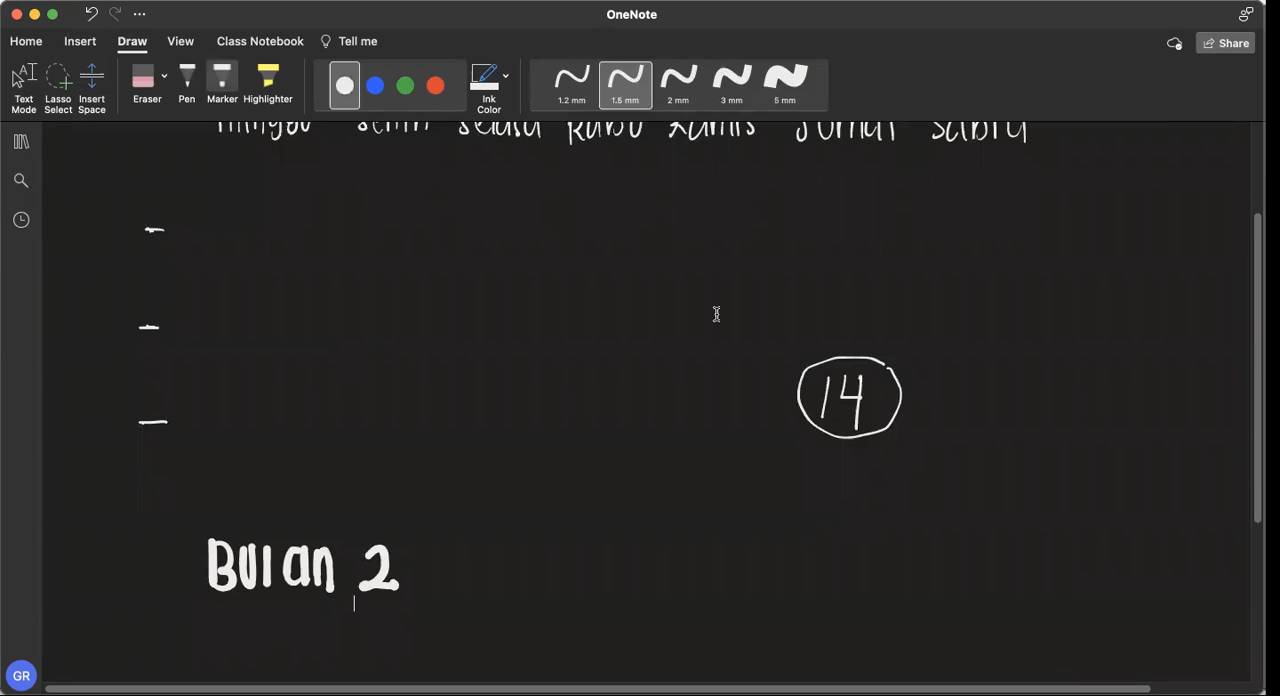 OneNote
Home Insert Draw View Class Notebook Tell me
Share
Text Mode
Lasso Select
Insert Space
Eraser
Pen
Marker
Highlighter
Ink Color
1.2 mm
1.5 mm
2 mm
3 mm
5 mm
minggu senin selasa Rabu Kamis Jumat sabtu
14
Bulan 2
GR